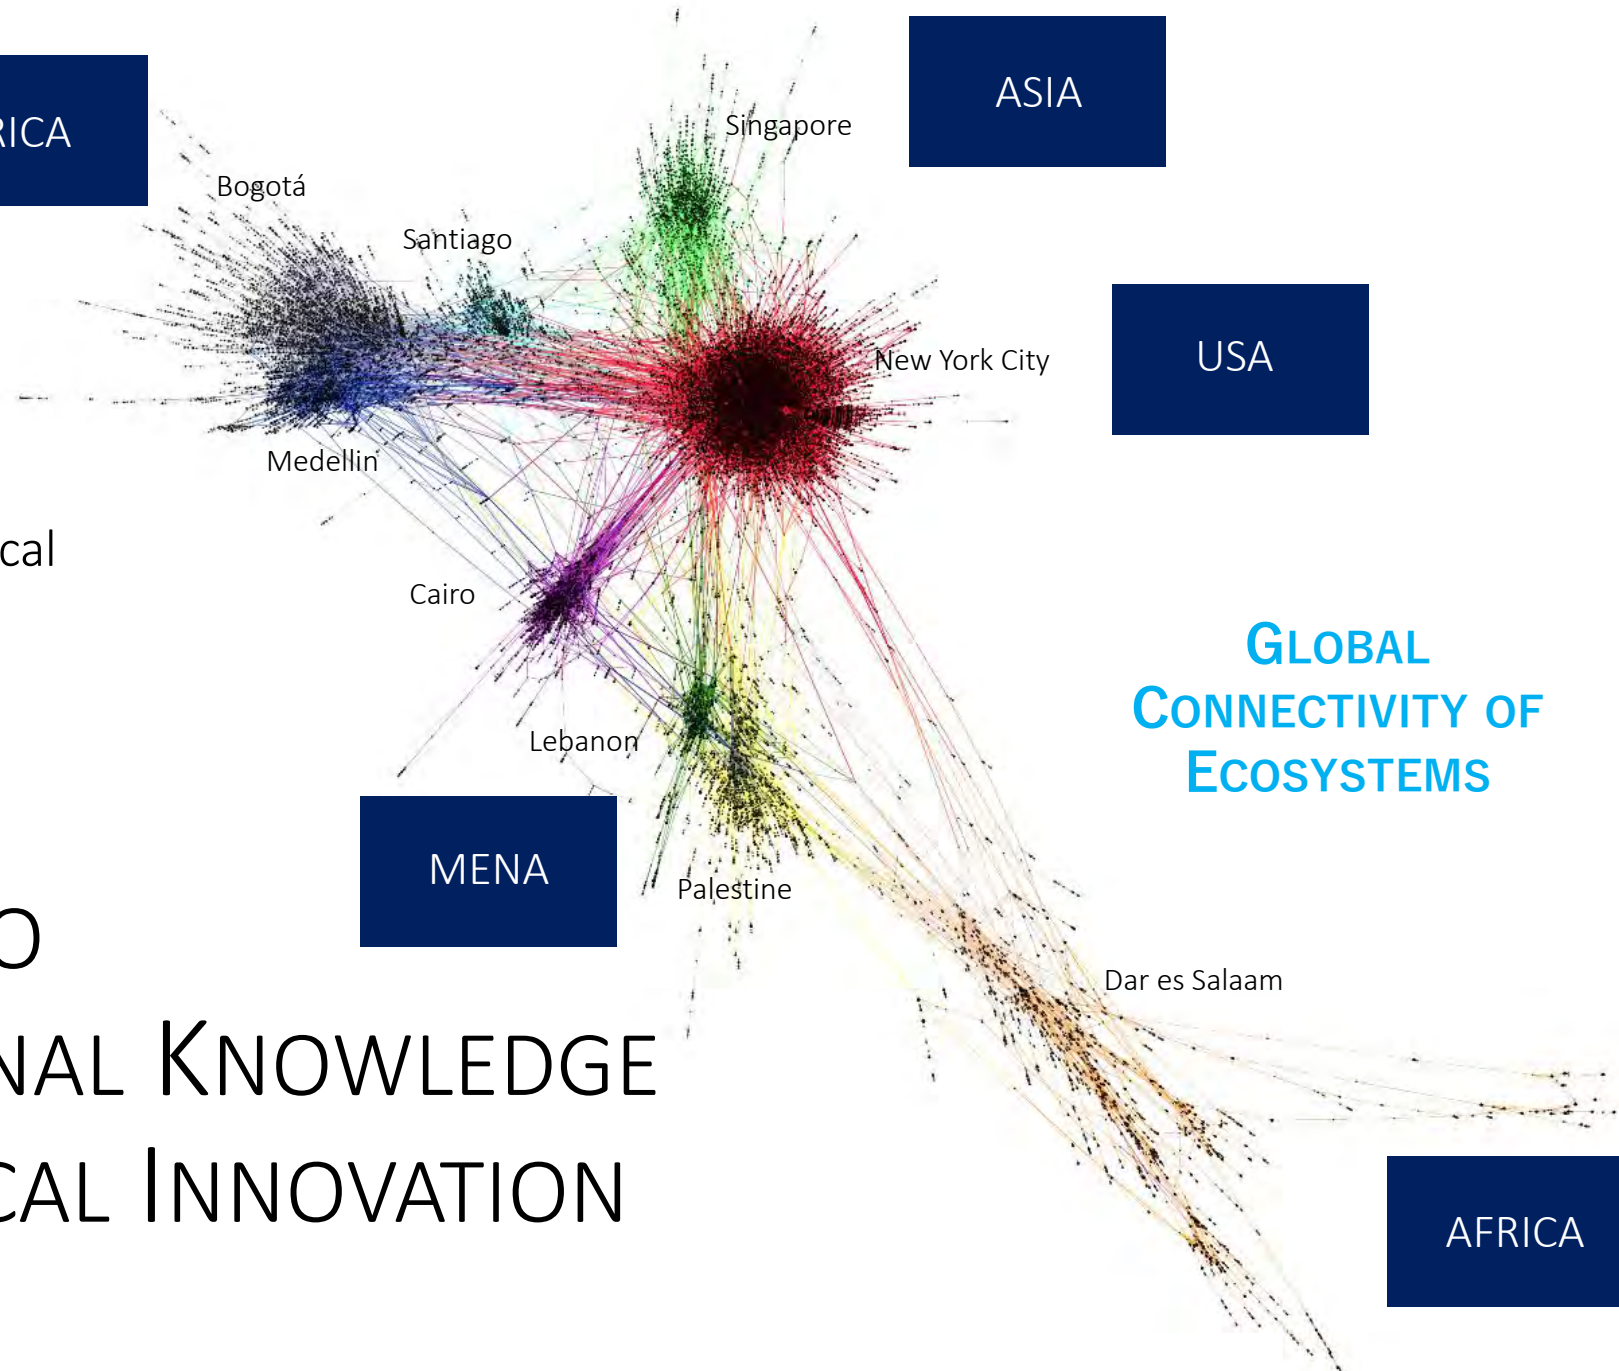 RICA
ASIA
Singapore
Bogotá
Santiago
New York City
USA
Medellin
cal
Cairo
GLOBAL
CONNECTIVITY OF
ECOSYSTEMS
Lebanon
MENA
Palestine
O
NAL KNOWLEDGE
Dar es Salaam
CAL INNOVATION
AFRICA